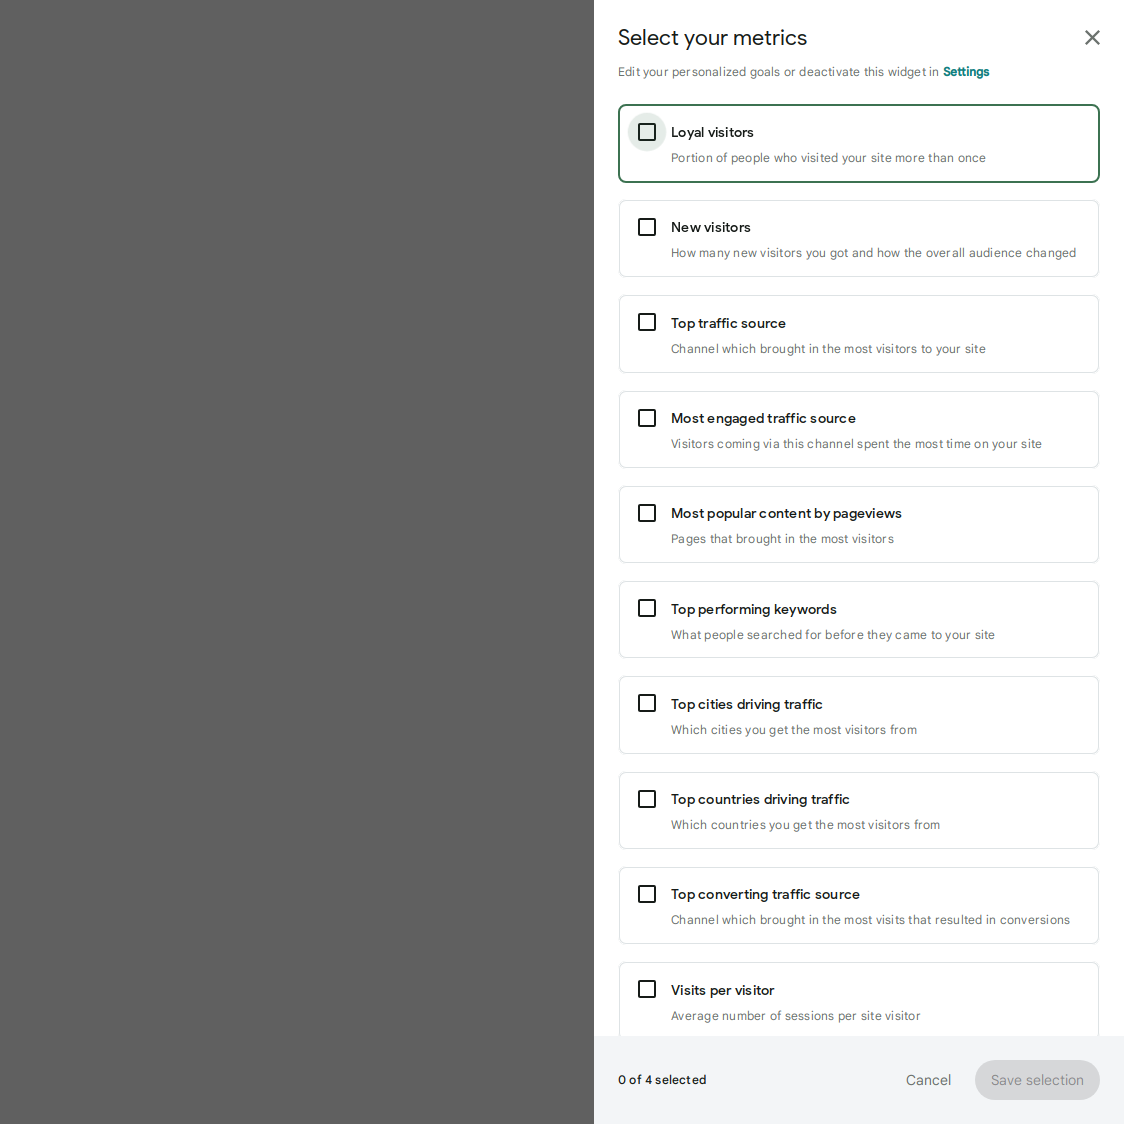 Select your metrics
Edit your personalized goals or deactivate this widget in Settings
Loyal visitors
Portion of people who visited your site more than once
New visitors
How many new visitors you got and how the overall audience changed
Top traffic source
Channel which brought in the most visitors to your site
Most engaged traffic source
Visitors coming via this channel spent the most time on your site
Most popular content by pageviews
Pages that brought in the most visitors
Top performing keywords
What people searched for before they came to your site
Top cities driving traffic
Which cities you get the most visitors from
Top countries driving traffic
Which countries you get the most visitors from
Top converting traffic source
Channel which brought in the most visits that resulted in conversions
Visits per visitor
Average number of sessions per site visitor
0 of 4 selected
Cancel
Save selection